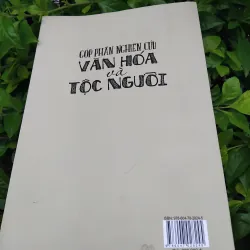 GÓP PHẦN NGHIÊN CỨU
VĂN HÓA
và
TỘC NGƯỜI